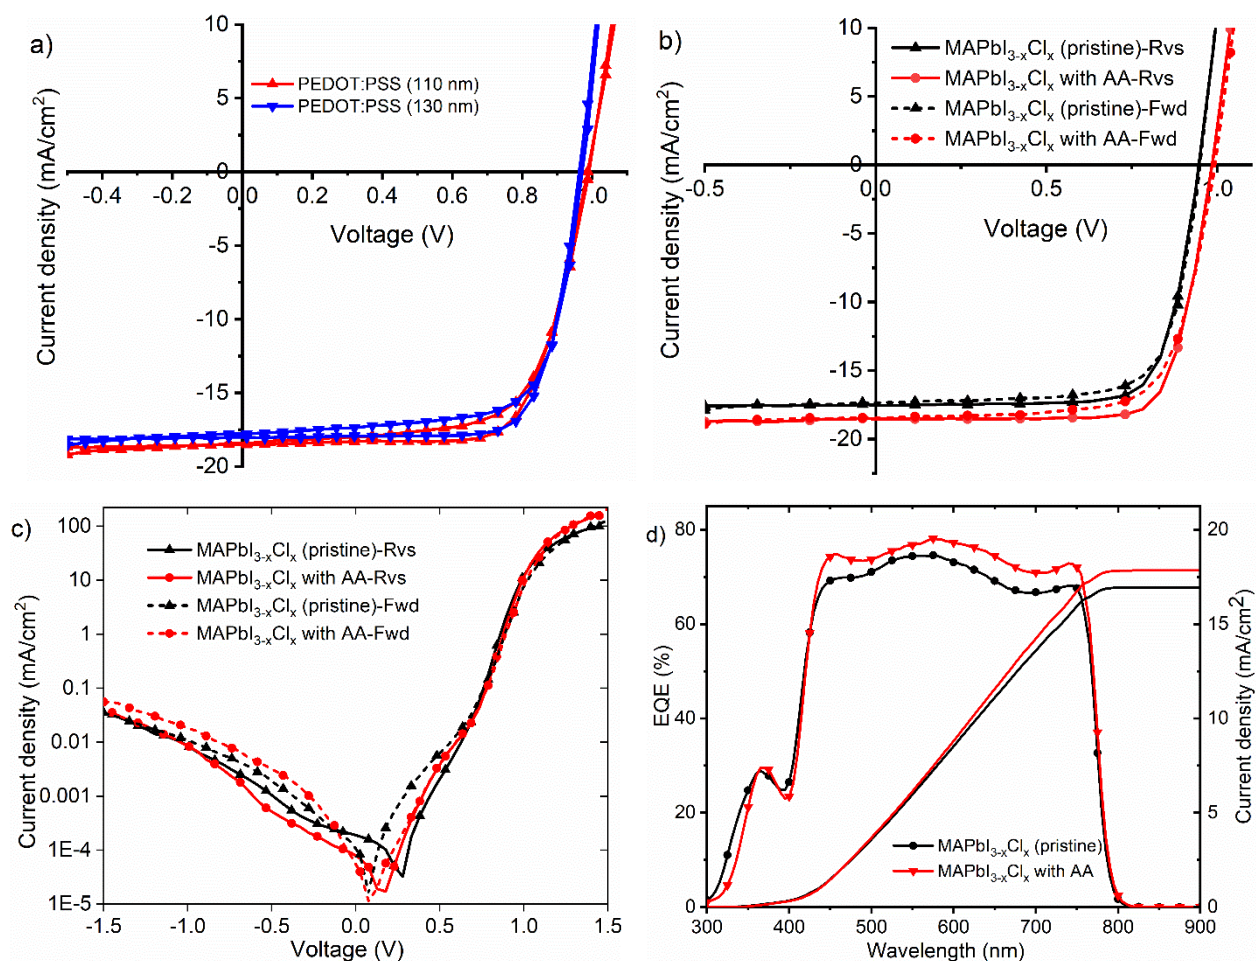 a)
10
5
0
-5
-10
-15
-20
-0.4
-0.2
0.0
0.2
0.4
0.6
0.8
1.0
PEDOT:PSS (110 nm)
PEDOT:PSS (130 nm)
Voltage (V)
Current density (mA/cm²)
b)
10
5
0
-5
-10
-15
-20
-0.5
0.0
0.5
1.0
MAPbI₃₋ₓClₓ (pristine)-Rvs
MAPbI₃₋ₓClₓ with AA-Rvs
MAPbI₃₋ₓClₓ (pristine)-Fwd
MAPbI₃₋ₓClₓ with AA-Fwd
Voltage (V)
Current density (mA/cm²)
c)
100
10
1
0.1
0.01
0.001
1E-4
1E-5
-1.5
-1.0
-0.5
0.0
0.5
1.0
1.5
MAPbI₃₋ₓClₓ (pristine)-Rvs
MAPbI₃₋ₓClₓ with AA-Rvs
MAPbI₃₋ₓClₓ (pristine)-Fwd
MAPbI₃₋ₓClₓ with AA-Fwd
Voltage (V)
Current density (mA/cm²)
d)
80
60
40
20
0
20
15
10
5
0
300
400
500
600
700
800
900
MAPbI₃₋ₓClₓ (pristine)
MAPbI₃₋ₓClₓ with AA
Wavelength (nm)
EQE (%)
Current density (mA/cm²)